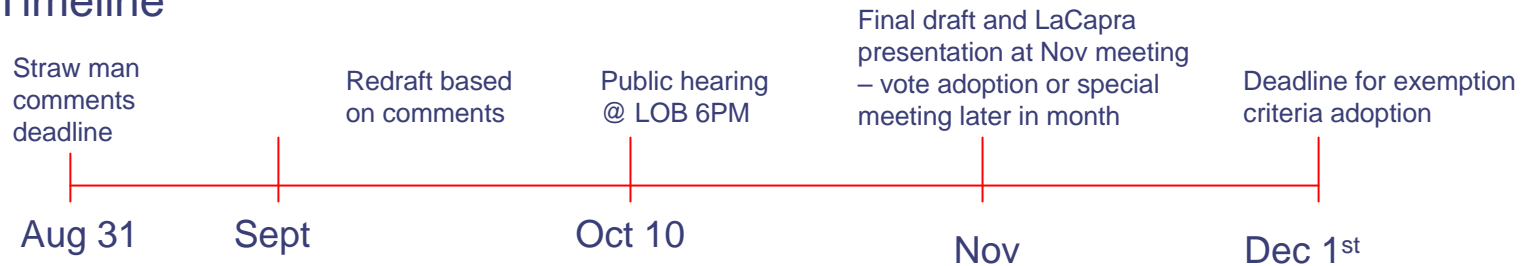 Timeline
Straw man
comments
deadline
Redraft based
on comments
Public hearing
@ LOB 6PM
Final draft and LaCapra
presentation at Nov meeting
– vote adoption or special
meeting later in month
Deadline for exemption
criteria adoption
Aug 31
Sept
Oct 10
Nov
Dec 1st